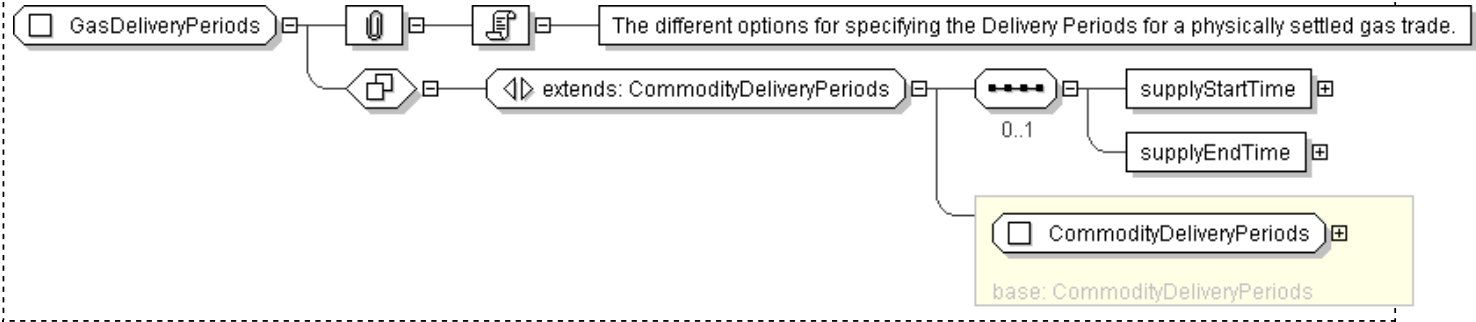 GasDeliveryPeriods
The different options for specifying the Delivery Periods for a physically settled gas trade.
extends: CommodityDeliveryPeriods
0..1
supplyStartTime
supplyEndTime
CommodityDeliveryPeriods
base: CommodityDeliveryPeriods